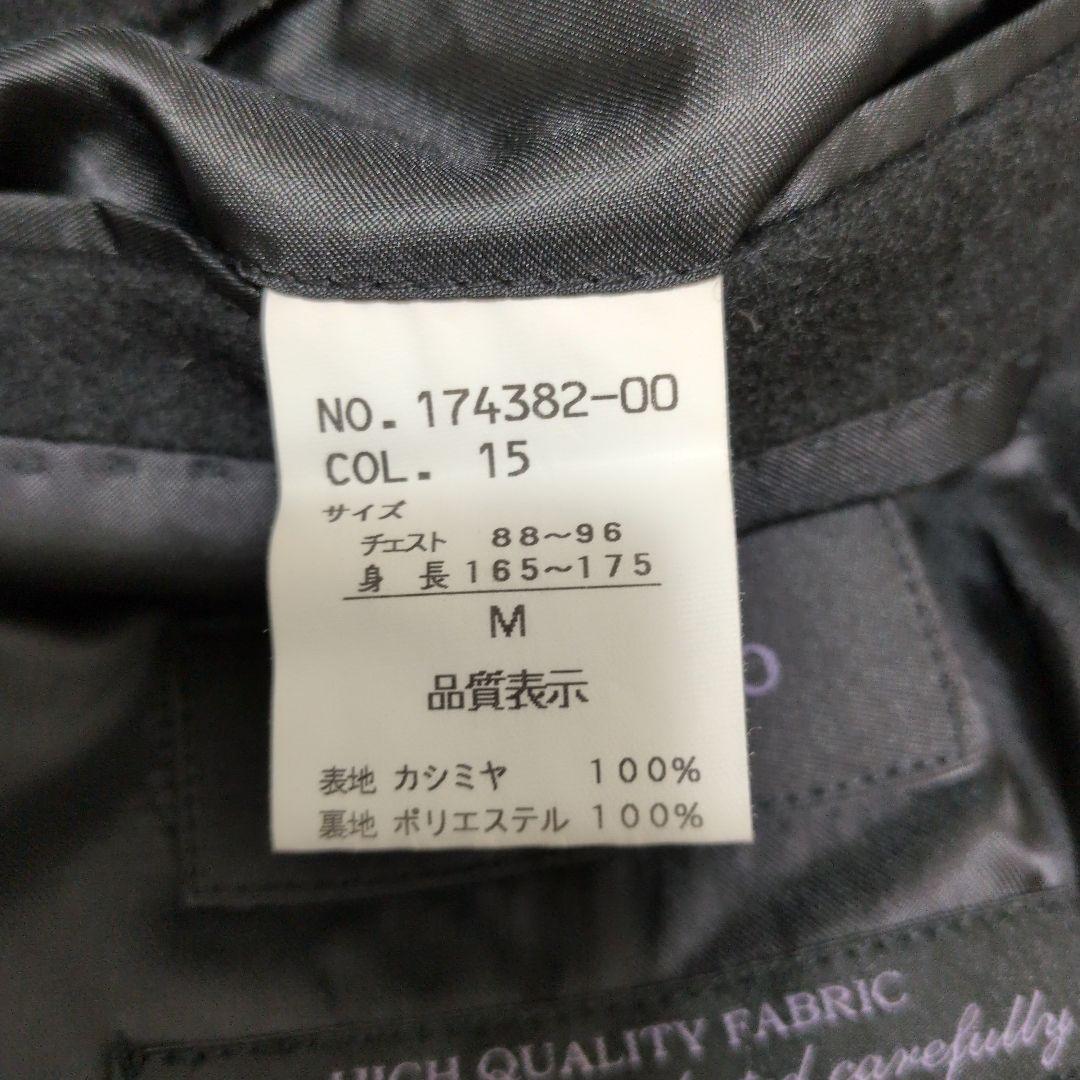 NO. 174382-00
COL. 15
サイズ
チェスト 88～96
身 長 165～175
M
品質表示
表地 カシミヤ 100%
裏地 ポリエステル 100%
O
HIGH QUALITY FABRIC
carefully